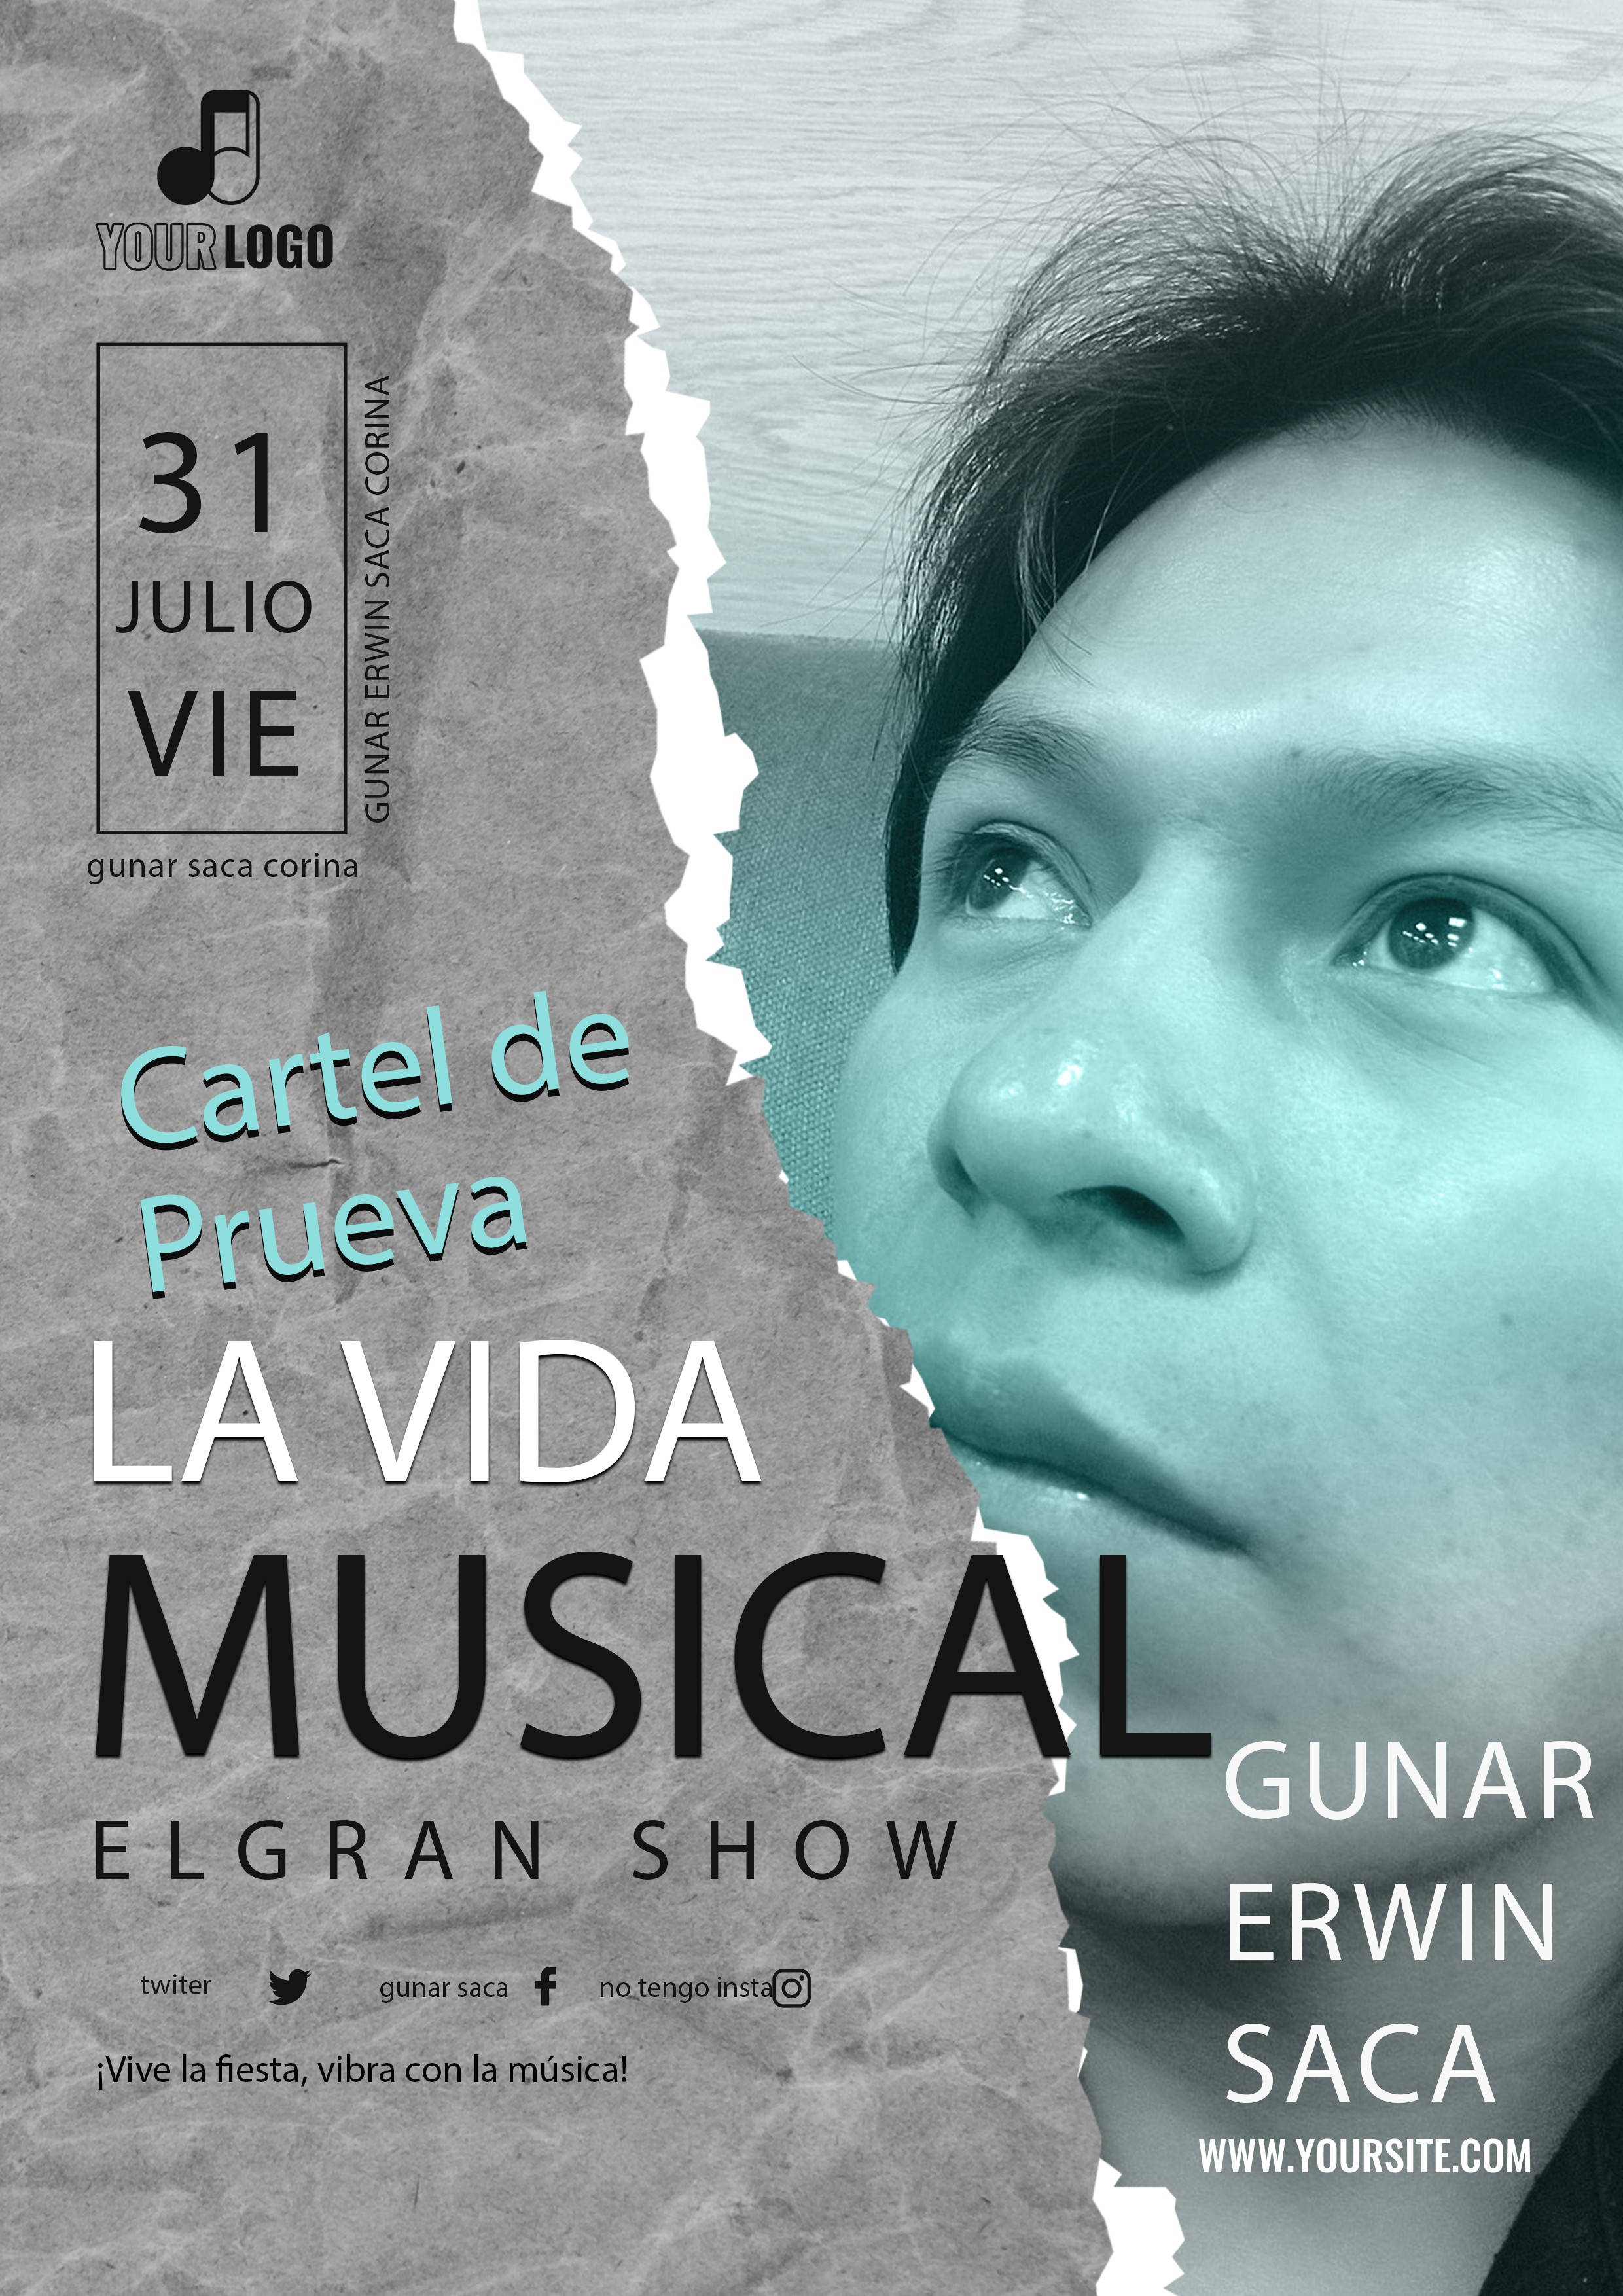 YOUR LOGO
31
JULIO
VIE
GUNAR ERWIN SACA CORINA
gunar saca corina
Cartel de
Prueva
LA VIDA
MUSICAL
ELGRAN SHOW
twiter
gunar saca
no tengo insta
¡Vive la fiesta, vibra con la música!
GUNAR
ERWIN
SACA
WWW.YOURSITE.COM